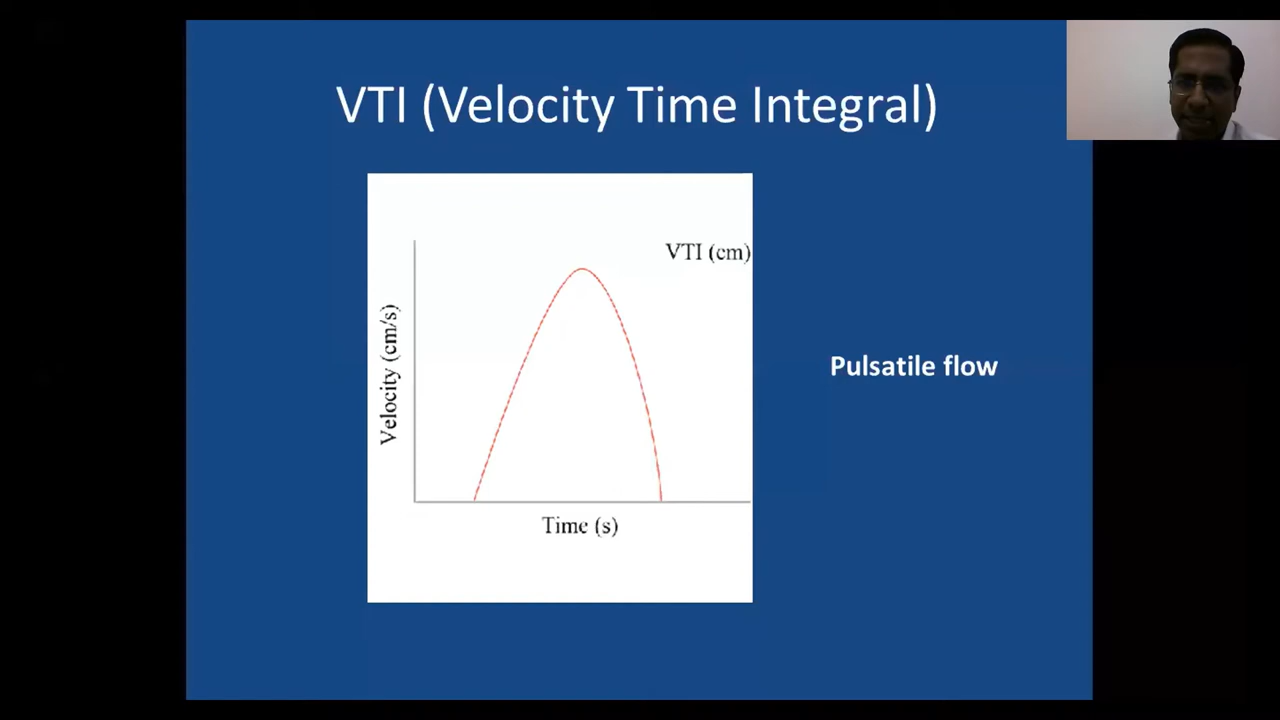 VTI (Velocity Time Integral)
VTI (cm)
Velocity (cm/s)
Time (s)
Pulsatile flow